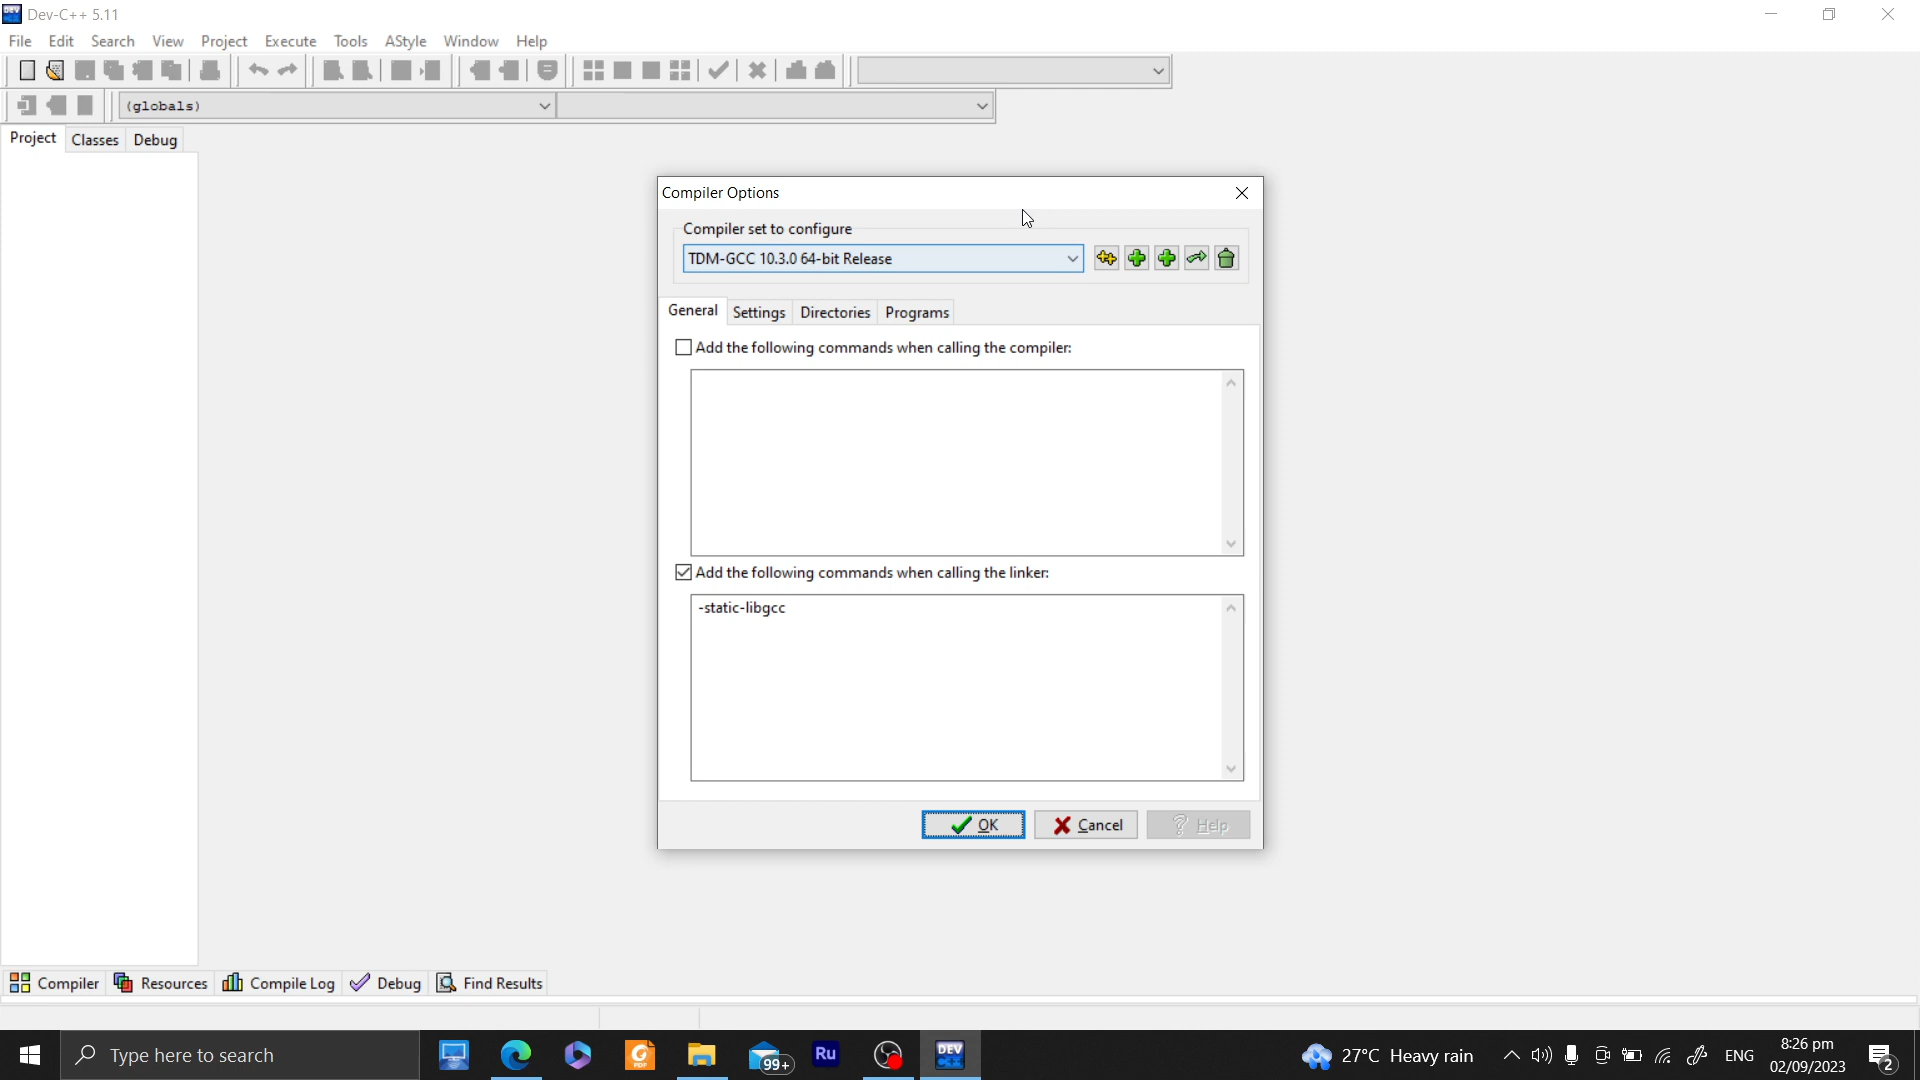 Dev-C++ 5.11
File Edit Search View Project Execute Tools AStyle Window Help
(globals)
Project Classes Debug
Compiler Options
Compiler set to configure
TDM-GCC 10.3.0 64-bit Release
General Settings Directories Programs
Add the following commands when calling the compiler:
Add the following commands when calling the linker:
-static-libgcc
OK Cancel Help
Compiler Resources Compile Log Debug Find Results
Type here to search
99+
Ru
DEV
27°C Heavy rain
ENG
8:26 pm
02/09/2023
2